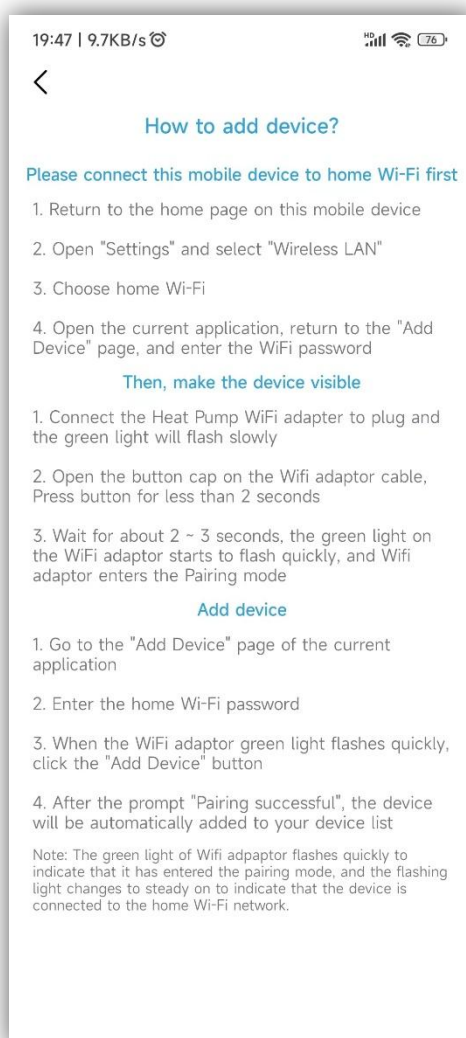 19:47 | 9.7KB/s
HD 76
How to add device?
Please connect this mobile device to home Wi-Fi first
1. Return to the home page on this mobile device
2. Open "Settings" and select "Wireless LAN"
3. Choose home Wi-Fi
4. Open the current application, return to the "Add
Device" page, and enter the WiFi password
Then, make the device visible
1. Connect the Heat Pump WiFi adapter to plug and
the green light will flash slowly
2. Open the button cap on the Wifi adaptor cable,
Press button for less than 2 seconds
3. Wait for about 2 ~ 3 seconds, the green light on
the WiFi adaptor starts to flash quickly, and Wifi
adaptor enters the Pairing mode
Add device
1. Go to the "Add Device" page of the current
application
2. Enter the home Wi-Fi password
3. When the WiFi adaptor green light flashes quickly,
click the "Add Device" button
4. After the prompt "Pairing successful", the device
will be automatically added to your device list
Note: The green light of Wifi adpaptor flashes quickly to
indicate that it has entered the pairing mode, and the flashing
light changes to steady on to indicate that the device is
connected to the home Wi-Fi network.